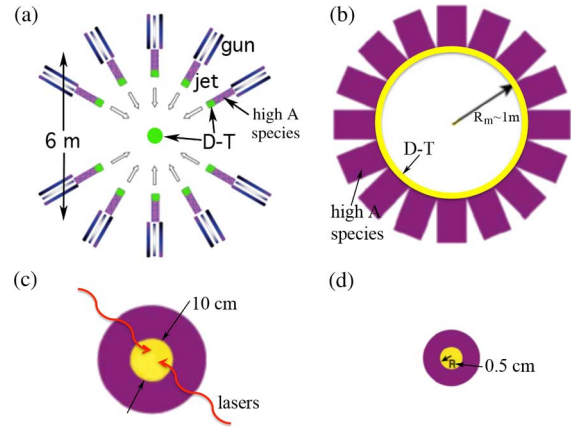 (a)
gun
jet
high A
species
D-T
6 m
(b)
R_m~1m
D-T
high A
species
(c)
10 cm
lasers
(d)
R
0.5 cm